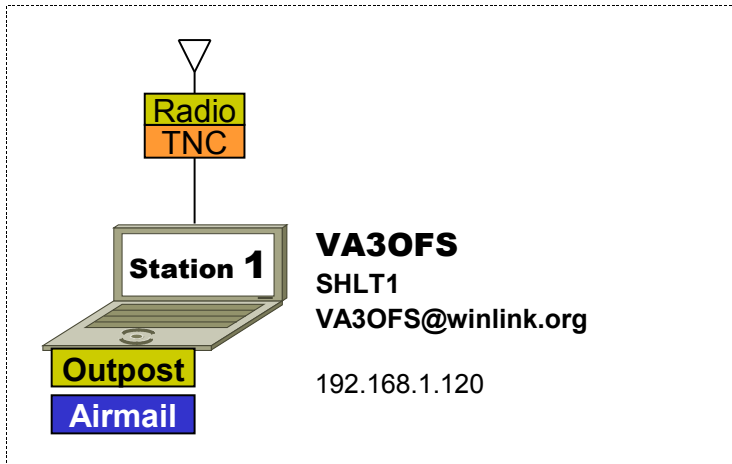 Radio
TNC
Station 1
VA3OFS
SHLT1
VA3OFS@winlink.org
192.168.1.120
Outpost
Airmail